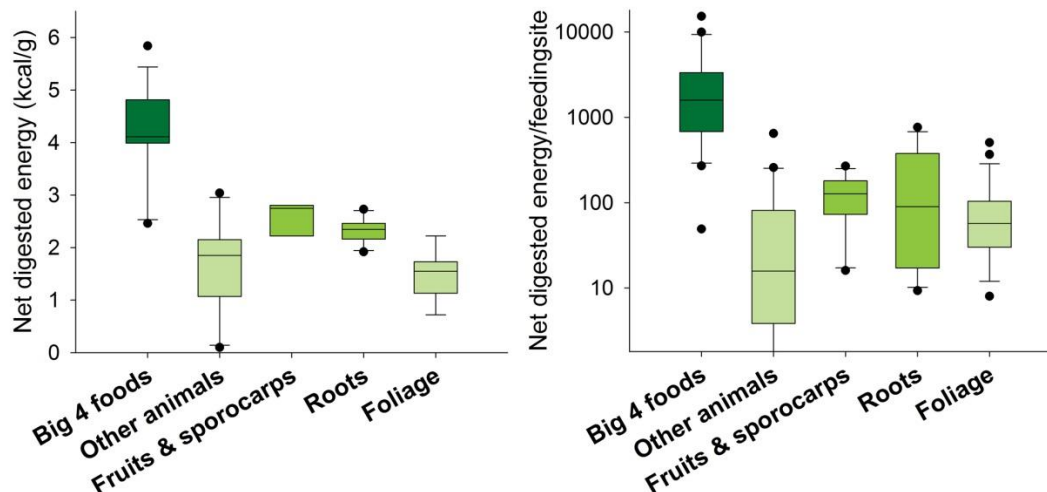 Net digested energy (kcal/g)
6
5
4
3
2
1
0
Big 4 foods
Other animals
Fruits & sporocarps
Roots
Foliage
Net digested energy/feedingsite
10000
1000
100
10
Big 4 foods
Other animals
Fruits & sporocarps
Roots
Foliage